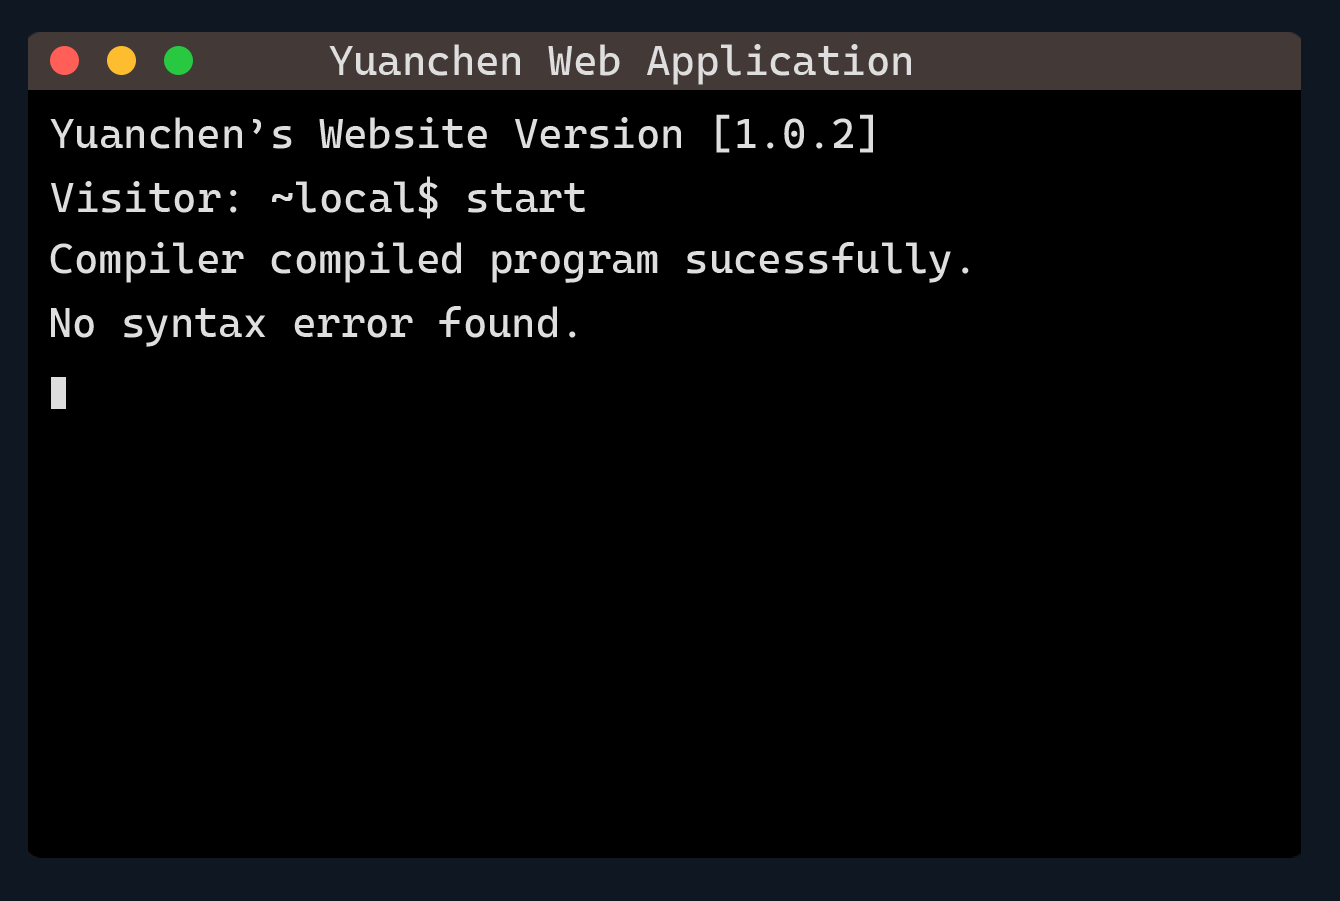 Yuanchen Web Application
Yuanchen’s Website Version [1.0.2]
Visitor: ~local$ start
Compiler compiled program sucessfully.
No syntax error found.